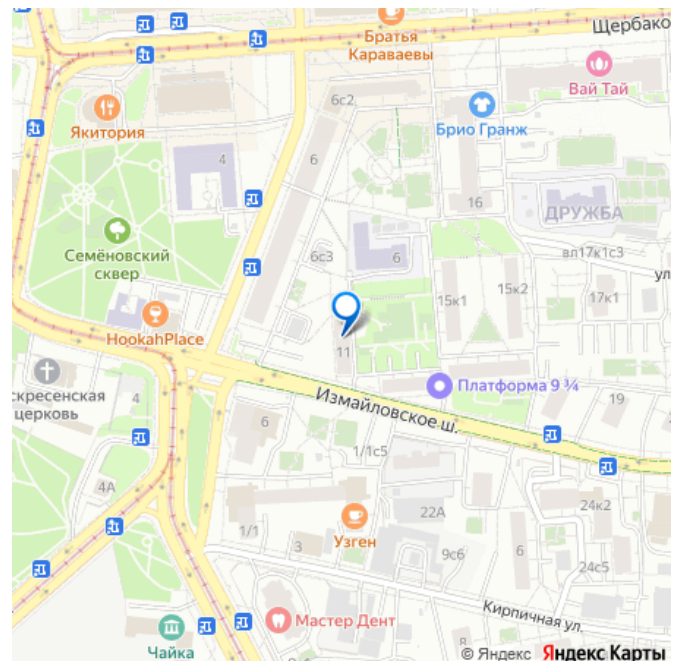 Щербако
Братья
Караваевы
Вай Тай
6с2
Якитория
Брио Гранж
4
6
16
ДРУЖБА
Семёновский
сквер
6с3
6
вл17к1с3
ул
15к1
15к2
17к1
HookahPlace
11
скресенская
церковь
4
Платформа 9 ¾
Измайловское ш.
19
6
1/1с5
4А
22А
24к2
1/1
3
Узген
9с6
6
24с5
Кирпичная ул.
Мастер Дент
Чайка
© Яндекс Яндекс Карты